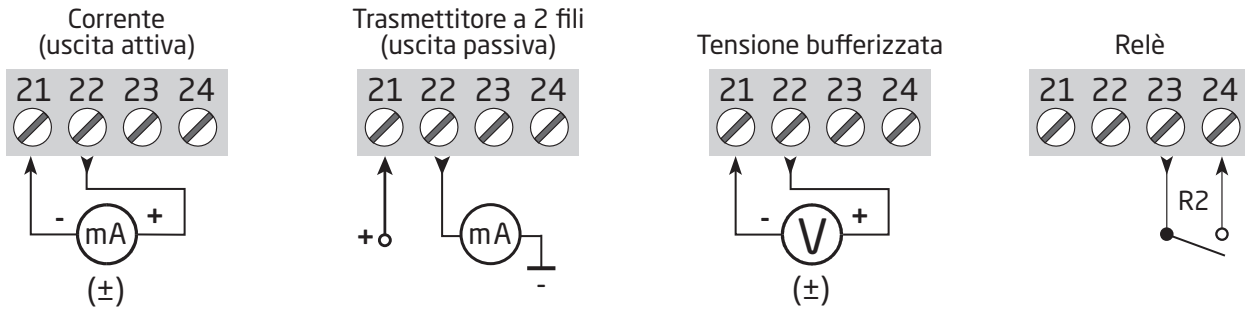 Corrente
(uscita attiva)
21 22 23 24
- mA +
(±)
Trasmettitore a 2 fili
(uscita passiva)
21 22 23 24
+ mA
-
Tensione bufferizzata
21 22 23 24
- V +
(±)
Relè
21 22 23 24
R2